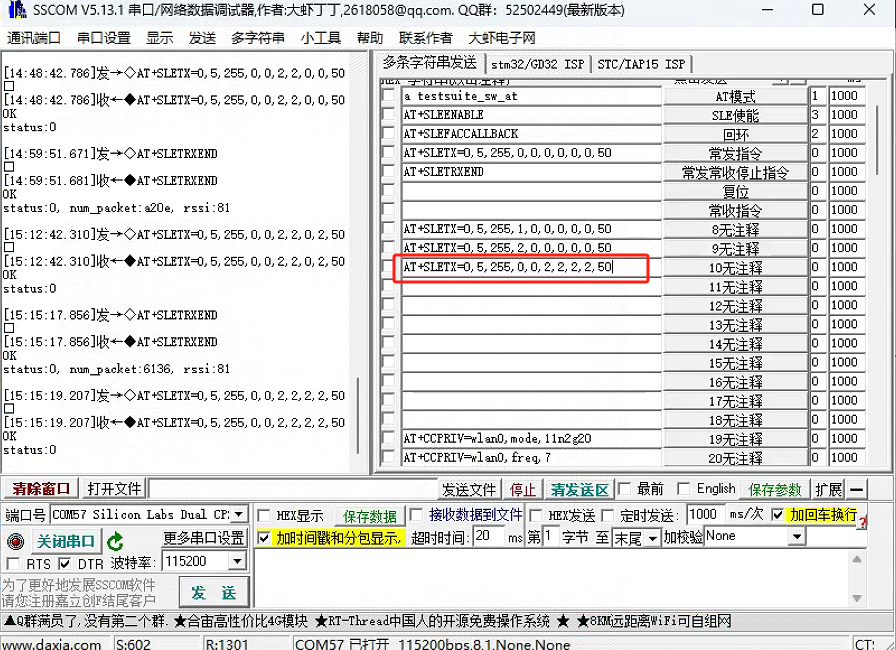 SSCOM V5.13.1 串口/网络数据调试器,作者:大虾丁丁,2618058@qq.com. QQ群: 52502449(最新版本)
通讯端口 串口设置 显示 发送 多字符串 小工具 帮助 联系作者 大虾电子网
[14:48:42.786]发→◇AT+SLETX=0,5,255,0,0,2,2,0,0,50
□
[14:48:42.786]收←◆AT+SLETX=0,5,255,0,0,2,2,0,0,50
OK
status:0
[14:59:51.671]发→◇AT+SLETRXEND
□
[14:59:51.681]收←◆AT+SLETRXEND
OK
status:0, num_packet:a20e, rssi:81
[15:12:42.310]发→◇AT+SLETX=0,5,255,0,0,2,2,0,2,50
□
[15:12:42.310]收←◆AT+SLETX=0,5,255,0,0,2,2,0,2,50
OK
status:0
[15:15:17.856]发→◇AT+SLETRXEND
□
[15:15:17.856]收←◆AT+SLETRXEND
OK
status:0, num_packet:6136, rssi:81
[15:15:19.207]发→◇AT+SLETX=0,5,255,0,0,2,2,2,2,50
□
[15:15:19.207]收←◆AT+SLETX=0,5,255,0,0,2,2,2,2,50
OK
status:0
多条字符串发送 stm32/GD32 ISP STC/IAP15 ISP
a testsuite_sw_at AT模式 1 1000
AT+SLEENABLE SLE使能 3 1000
AT+SLEFACCALLBACK 回环 2 1000
AT+SLETX=0,5,255,0,0,0,0,0,0,50 常发指令 0 1000
AT+SLETRXEND 常发常收停止指令 0 1000
复位 0 1000
常收指令 0 1000
AT+SLETX=0,5,255,1,0,0,0,0,0,50 8无注释 0 1000
AT+SLETX=0,5,255,2,0,0,0,0,0,50 9无注释 0 1000
AT+SLETX=0,5,255,0,0,2,2,2,2,50 10无注释 0 1000
11无注释 0 1000
12无注释 0 1000
13无注释 0 1000
14无注释 0 1000
15无注释 0 1000
16无注释 0 1000
17无注释 0 1000
18无注释 0 1000
AT+CCPRIV=wlan0,mode,11n2g20 19无注释 0 1000
AT+CCPRIV=wlan0,freq,7 20无注释 0 1000
清除窗口 打开文件 发送文件 停止 清发送区 最前 English 保存参数 扩展 —
端口号 COM57 Silicon Labs Dual CP: HEX显示 保存数据 接收数据到文件 HEX发送 定时发送: 1000 ms/次 加回车换行
关闭串口 更多串口设置 加时间戳和分包显示, 超时时间: 20 ms 第1 字节 至 末尾 加校验 None
RTS DTR 波特率: 115200
为了更好地发展SSCOM软件
请您注册嘉立创F结尾客户
发 送
▲Q群满员了,没有第二个群. ★合宙高性价比4G模块 ★RT-Thread中国人的开源免费操作系统 ★ ★8KM远距离WiFi可自组网
www.daxia.com S:602 R:1301 COM57 已打开 115200bps,8,1,None,None CTS